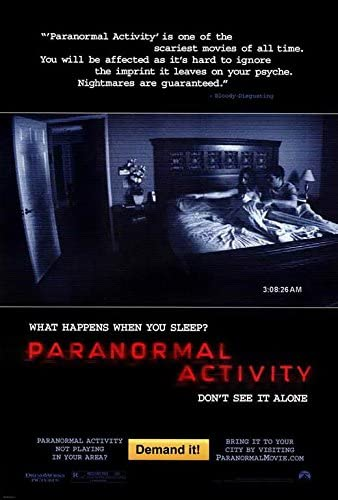 "'Paranormal Activity' is one of the
scariest movies of all time.
You will be affected as it's hard to ignore
the imprint it leaves on your psyche.
Nightmares are guaranteed."
- Bloody-Disgusting
3:08:26AM
WHAT HAPPENS WHEN YOU SLEEP?
PARANORMAL
ACTIVITY
DON'T SEE IT ALONE
PARANORMAL ACTIVITY
NOT PLAYING
IN YOUR AREA?
Demand it!
BRING IT TO YOUR
CITY BY VISITING
PARANORMALMOVIE.COM
DREAMWORKS
PICTURES
R